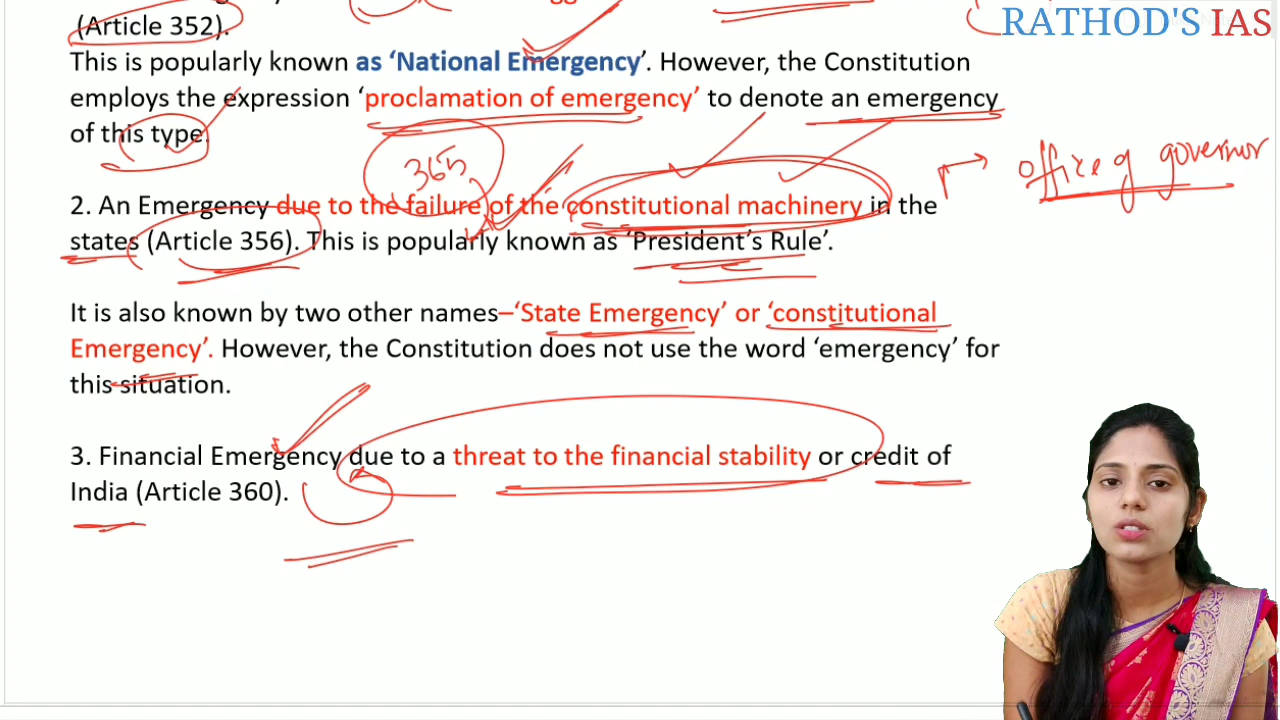 RATHOD'S IAS
(Article 352).
This is popularly known as ‘National Emergency’. However, the Constitution
employs the expression ‘proclamation of emergency’ to denote an emergency
of this type.
365
office of governor
2. An Emergency due to the failure of the constitutional machinery in the
states (Article 356). This is popularly known as ‘President’s Rule’.
It is also known by two other names–‘State Emergency’ or ‘constitutional
Emergency’. However, the Constitution does not use the word ‘emergency’ for
this situation.
3. Financial Emergency due to a threat to the financial stability or credit of
India (Article 360).